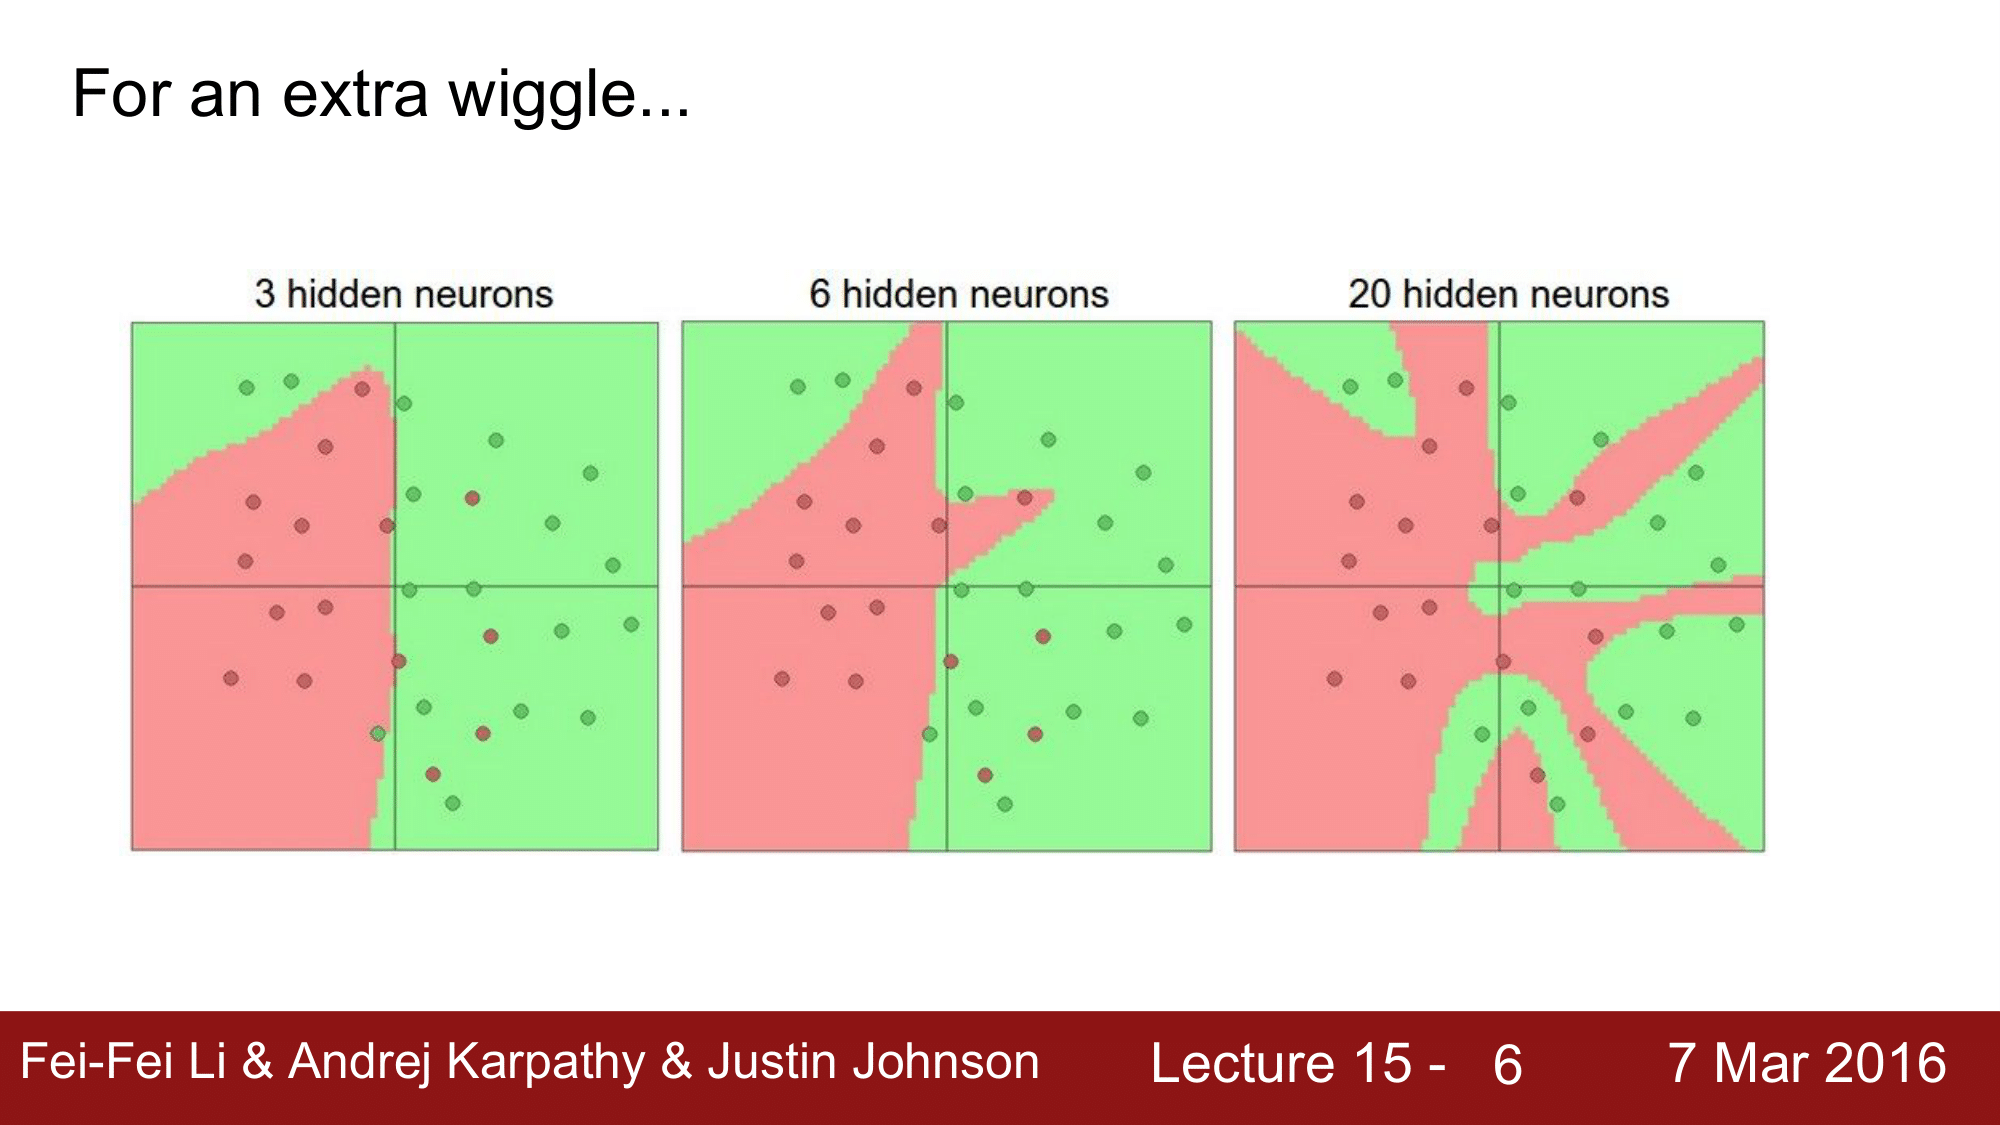 For an extra wiggle...
3 hidden neurons
6 hidden neurons
20 hidden neurons
Fei-Fei Li & Andrej Karpathy & Justin Johnson
Lecture 15 - 6
7 Mar 2016